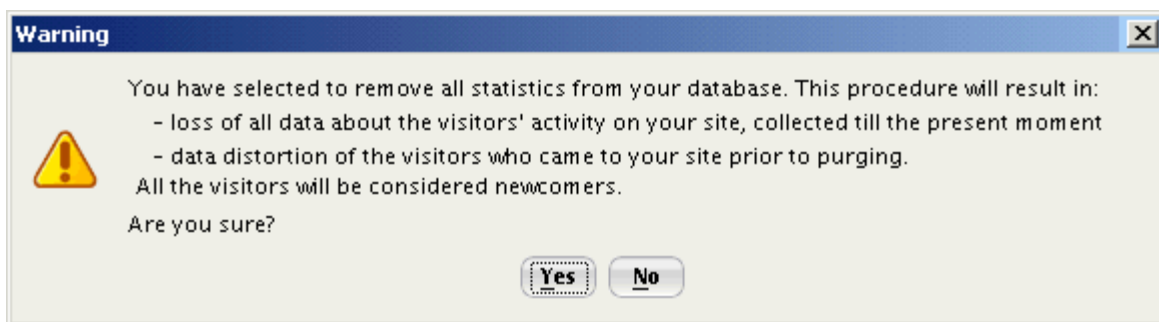 Warning
You have selected to remove all statistics from your database. This procedure will result in:
- loss of all data about the visitors' activity on your site, collected till the present moment
- data distortion of the visitors who came to your site prior to purging.
All the visitors will be considered newcomers.
Are you sure?
Yes No